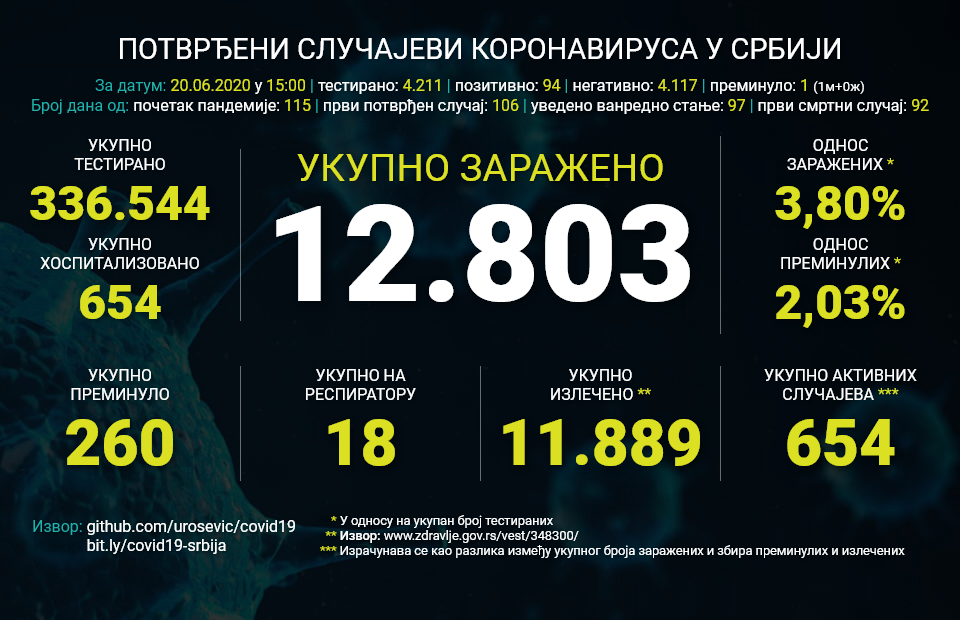 ПОТВРЂЕНИ СЛУЧАЈЕВИ КОРОНАВИРУСА У СРБИЈИ
За датум: 20.06.2020 у 15:00 | тестирано: 4.211 | позитивно: 94 | негативно: 4.117 | преминуло: 1 (1м+0ж)
Број дана од: почетак пандемије: 115 | први потврђен случај: 106 | уведено ванредно стање: 97 | први смртни случај: 92
УКУПНО
ТЕСТИРАНО
336.544
УКУПНО
ХОСПИТАЛИЗОВАНО
654
УКУПНО ЗАРАЖЕНО
12.803
ОДНОС
ЗАРАЖЕНИХ *
3,80%
ОДНОС
ПРЕМИНУЛИХ *
2,03%
УКУПНО
ПРЕМИНУЛО
260
УКУПНО НА
РЕСПИРАТОРУ
18
УКУПНО
ИЗЛЕЧЕНО **
11.889
УКУПНО АКТИВНИХ
СЛУЧАЈЕВА ***
654
Извор: github.com/urosevic/covid19
bit.ly/covid19-srbija
* У односу на укупан број тестираних
** Извор: www.zdravlje.gov.rs/vest/348300/
*** Израчунава се као разлика између укупног броја заражених и збира преминулих и излечених